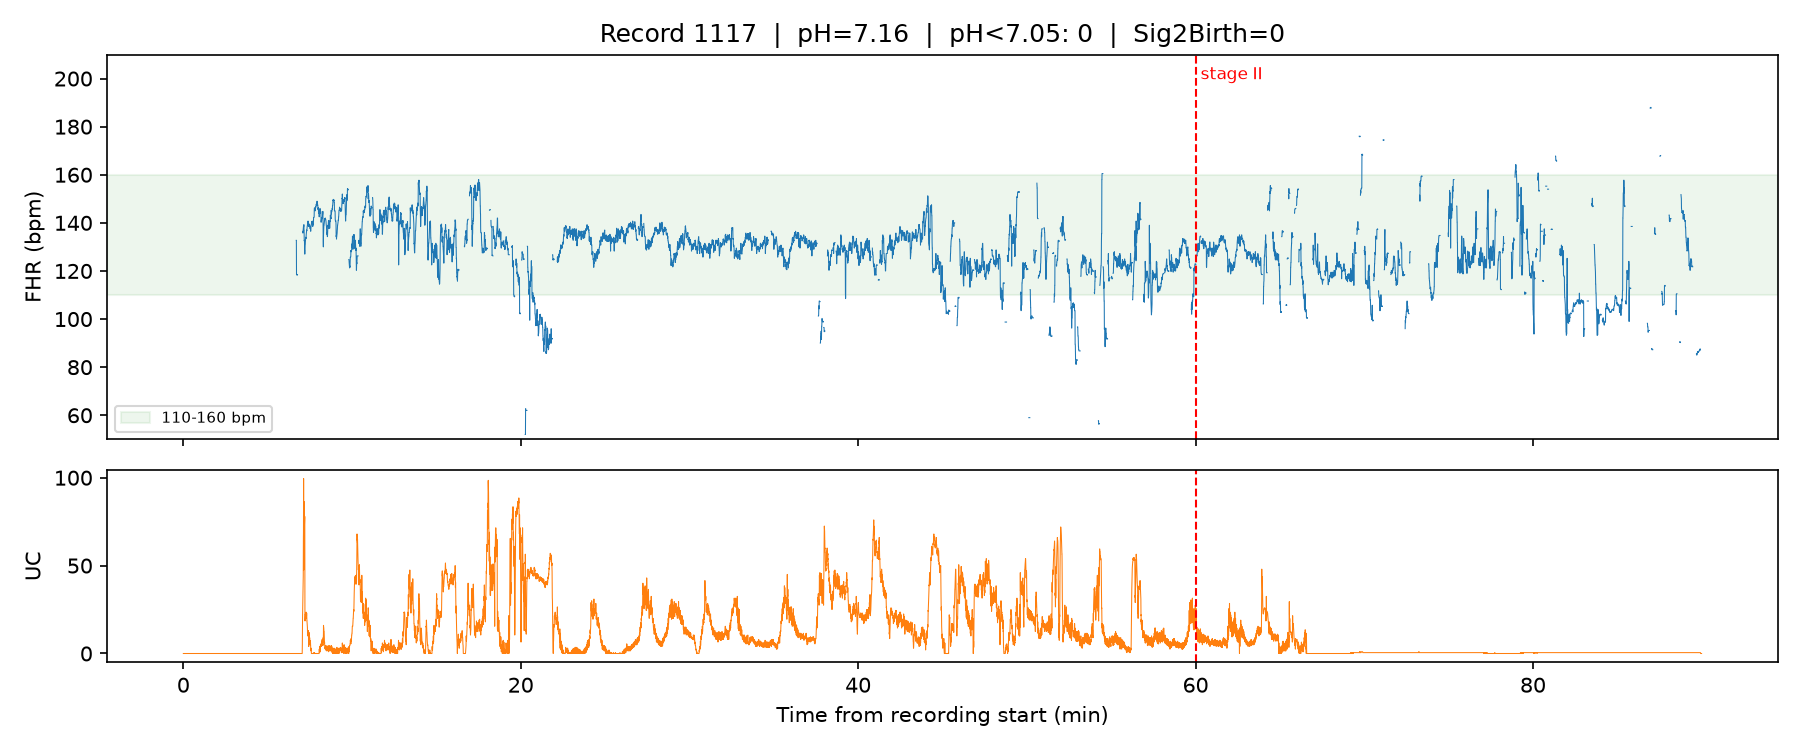 Record 1117 | pH=7.16 | pH<7.05: 0 | Sig2Birth=0
200
180
160
140
120
100
80
60
FHR (bpm)
stage II
110-160 bpm
100
50
0
UC
0 20 40 60 80
Time from recording start (min)